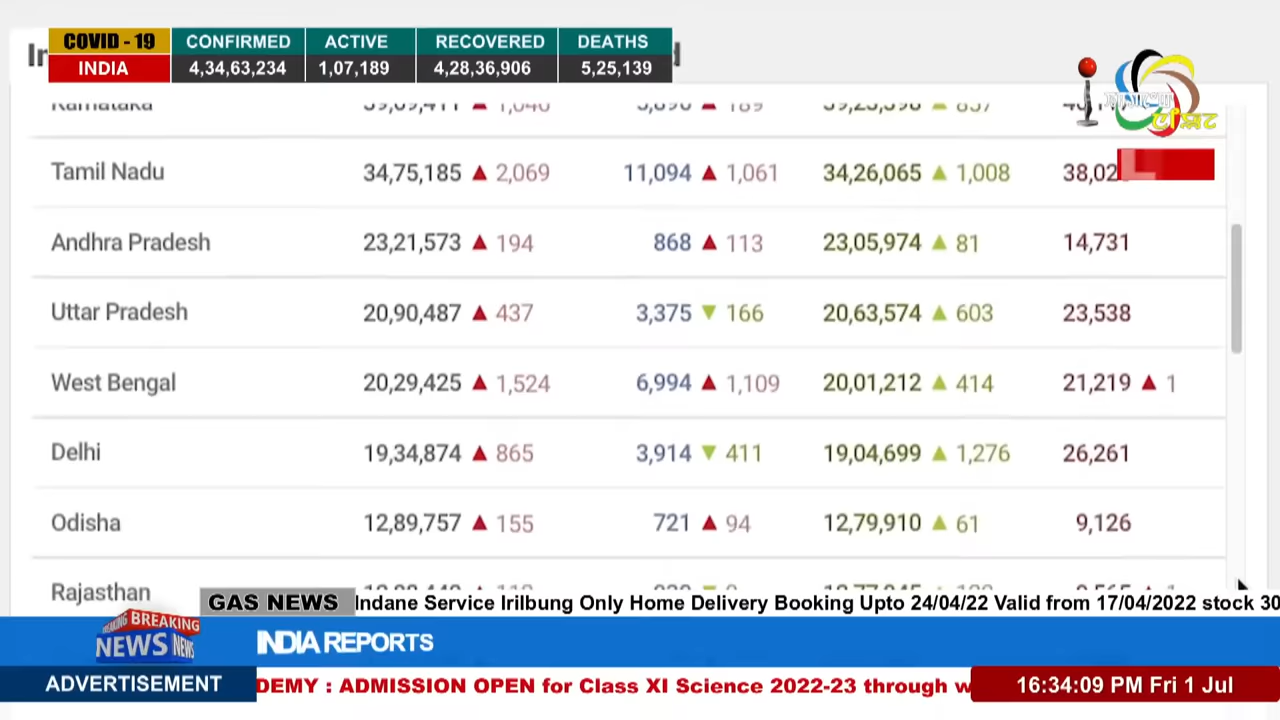 COVID - 19 CONFIRMED ACTIVE RECOVERED DEATHS
INDIA 4,34,63,234 1,07,189 4,28,36,906 5,25,139
Karnataka
Tamil Nadu 34,75,185 ▲ 2,069 11,094 ▲ 1,061 34,26,065 ▲ 1,008
Andhra Pradesh 23,21,573 ▲ 194 868 ▲ 113 23,05,974 ▲ 81 14,731
Uttar Pradesh 20,90,487 ▲ 437 3,375 ▼ 166 20,63,574 ▲ 603 23,538
West Bengal 20,29,425 ▲ 1,524 6,994 ▲ 1,109 20,01,212 ▲ 414 21,219 ▲ 1
Delhi 19,34,874 ▲ 865 3,914 ▼ 411 19,04,699 ▲ 1,276 26,261
Odisha 12,89,757 ▲ 155 721 ▲ 94 12,79,910 ▲ 61 9,126
Rajasthan
GAS NEWS Indane Service Irilbung Only Home Delivery Booking Upto 24/04/22 Valid from 17/04/2022 stock 30
BREAKING
NEWS NEWS
INDIA REPORTS
ADVERTISEMENT DEMY : ADMISSION OPEN for Class XI Science 2022-23 through w
16:34:09 PM Fri 1 Jul